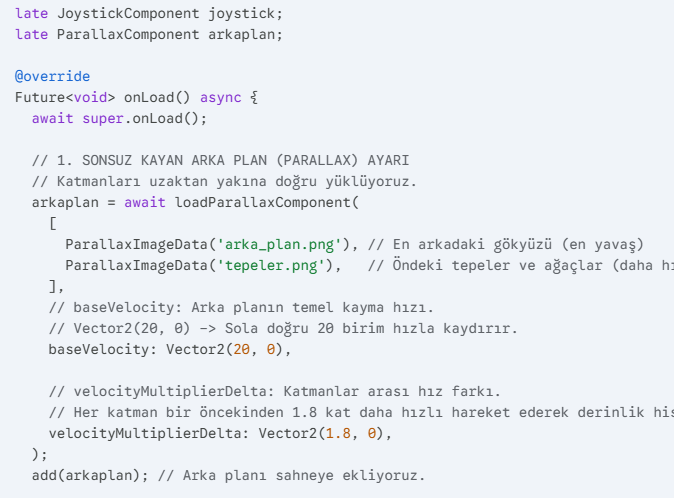 late JoystickComponent joystick;
late ParallaxComponent arkaplan;
@override
Future<void> onLoad() async {
await super.onLoad();
// 1. SONSUZ KAYAN ARKA PLAN (PARALLAX) AYARI
// Katmanları uzaktan yakına doğru yüklüyoruz.
arkaplan = await loadParallaxComponent(
[
ParallaxImageData('arka_plan.png'), // En arkadaki gökyüzü (en yavaş)
ParallaxImageData('tepeler.png'),   // Öndeki tepeler ve ağaçlar (daha
],
// baseVelocity: Arka planın temel kayma hızı.
// Vector2(20, 0) -> Sola doğru 20 birim hızla kaydırır.
baseVelocity: Vector2(20, 0),
// velocityMultiplierDelta: Katmanlar arası hız farkı.
// Her katman bir öncekinden 1.8 kat daha hızlı hareket ederek derinlik
velocityMultiplierDelta: Vector2(1.8, 0),
);
add(arkaplan); // Arka planı sahneye ekliyoruz.